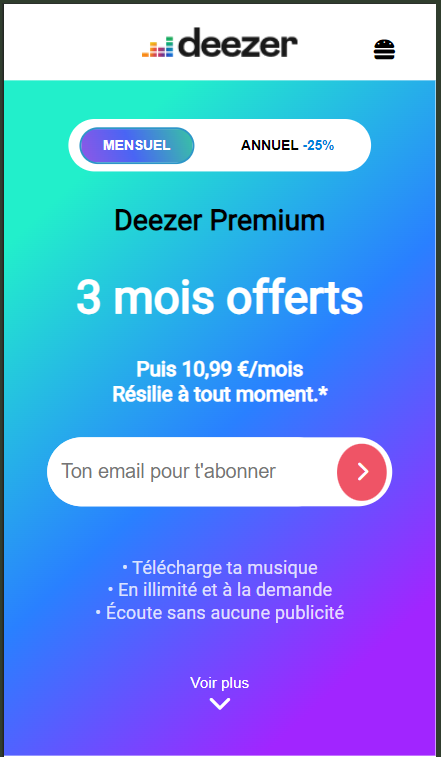 deezer
MENSUEL
ANNUEL -25%
Deezer Premium
3 mois offerts
Puis 10,99 €/mois
Résilie à tout moment.*
Ton email pour t'abonner
• Télécharge ta musique
• En illimité et à la demande
• Écoute sans aucune publicité
Voir plus